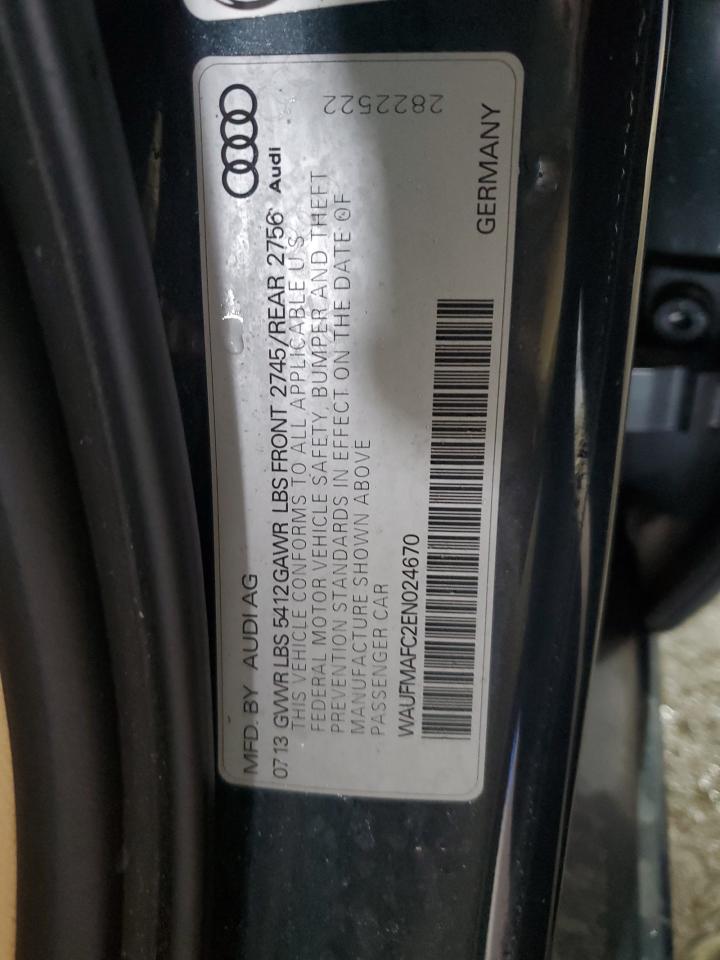 MFD. BY AUDI AG
07 13 GVWR LBS 5412 GAWR LBS FRONT 2745/REAR 2756
THIS VEHICLE CONFORMS TO ALL APPLICABLE U S
FEDERAL MOTOR VEHICLE SAFETY, BUMPER AND THEFT
PREVENTION STANDARDS IN EFFECT ON THE DATE OF
MANUFACTURE SHOWN ABOVE
PASSENGER CAR
WAUFMAFC2EN024670
GERMANY
Audi
2822522